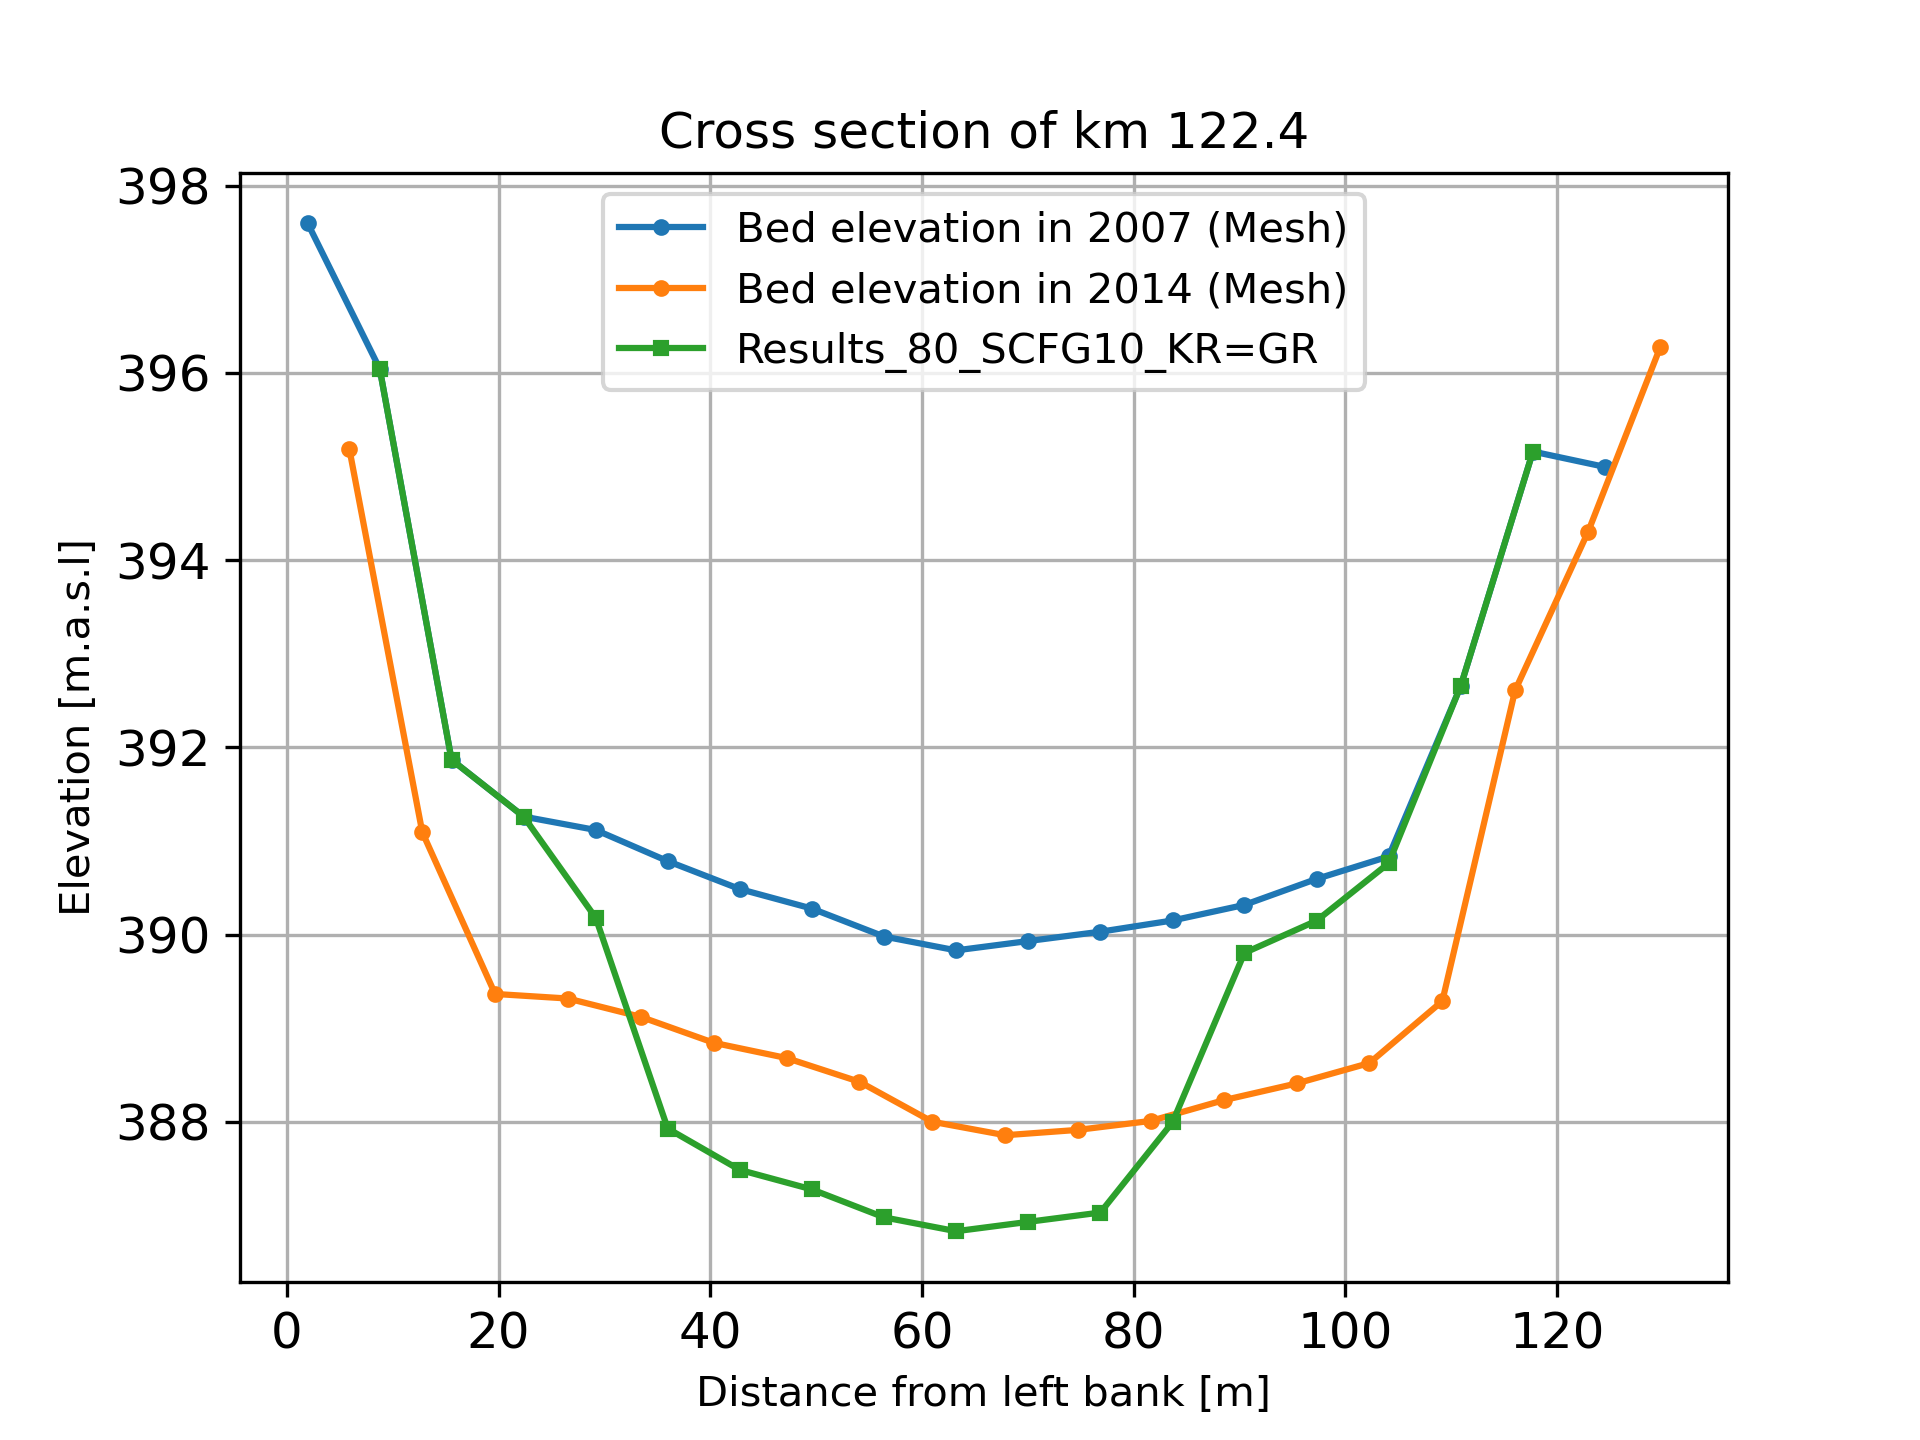 Cross section of km 122.4
Bed elevation in 2007 (Mesh)
Bed elevation in 2014 (Mesh)
Results_80_SCFG10_KR=GR
Elevation [m.a.s.l]
398
396
394
392
390
388
0 20 40 60 80 100 120
Distance from left bank [m]